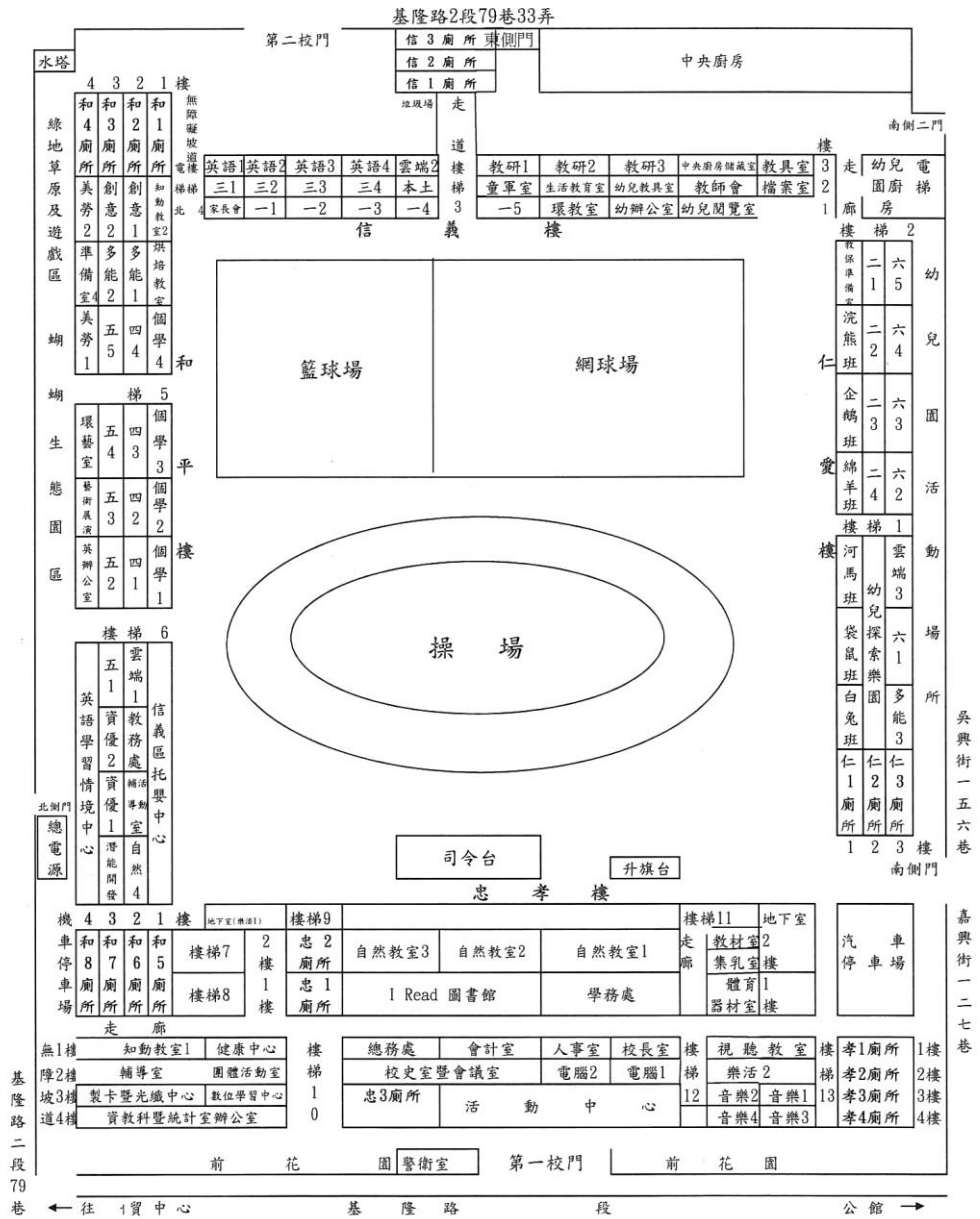 基隆路2段79巷33弄
第二校門
信3廁所
東側門
水塔
信2廁所
中央廚房
信1廁所
4 3 2 1 樓
垃圾場
走道
無障礙坡道
南側二門
綠地草原及遊戲區
和4廁所
和3廁所
和2廁所
和1廁所
電梯
樓梯
北
4
英語1
英語2
英語3
英語4
雲端2
三1
三2
三3
三4
本土
家長會
一1
一2
一3
一4
樓梯3
教研1
教研2
教研3
中央廚房儲藏室
教具室
童軍室
生活教育室
幼兒教具室
教師會
檔案室
一5
環教室
幼辦公室
幼兒閱覽室
樓
3
2
1
走廊
幼兒園廚房
電梯
信義樓
樓梯2
美勞2
創意2
創意1
知動教室2
準備室4
多能2
多能1
烘焙教室
美勞1
五5
四4
個學4
梯5
蝴蝶生態園區
環藝室
五4
四3
個學3
藝術展演
五3
四2
個學2
英辦公室
五2
四1
個學1
和平樓
籃球場
網球場
教保準備室
二1
六5
浣熊班
二2
六4
企鵝班
二3
六3
綿羊班
二4
六2
樓梯1
仁愛樓
幼兒園活動場所
河馬班
幼兒探索樂園
雲端3
袋鼠班
六1
白兔班
多能3
仁1廁所
仁2廁所
仁3廁所
1 2 3 樓
南側門
吳興街一五六巷
操場
樓梯6
英語學習情境中心
五1
雲端1
信義區托嬰中心
資優2
教務處
資優1
輔導活動室
潛能開發
自然4
北側門
總電源
司令台
升旗台
忠孝樓
機車停車場
4 3 2 1 樓
地下室(樂活1)
樓梯9
樓梯11
地下室
和8廁所
和7廁所
和6廁所
和5廁所
樓梯7
2樓
忠2廁所
自然教室3
自然教室2
自然教室1
走廊
教材室
集乳室
2樓
樓梯8
1樓
忠1廁所
I Read 圖書館
學務處
體育器材室
1樓
汽車停車場
嘉興街一二七巷
走廊
無障坡道
1樓
知動教室1
健康中心
樓梯10
總務處
會計室
人事室
校長室
樓梯12
視聽教室
樓梯13
孝1廁所
1樓
2樓
輔導室
團體活動室
校史室暨會議室
電腦2
電腦1
樂活2
孝2廁所
2樓
3樓
製卡暨光纖中心
數位學習中心
忠3廁所
活動中心
音樂2
音樂1
孝3廁所
3樓
4樓
資教科暨統計室辦公室
音樂4
音樂3
孝4廁所
4樓
基隆路二段79巷
前花園
警衛室
第一校門
前花園
← 往 貿中心
基隆路 段
公館 →